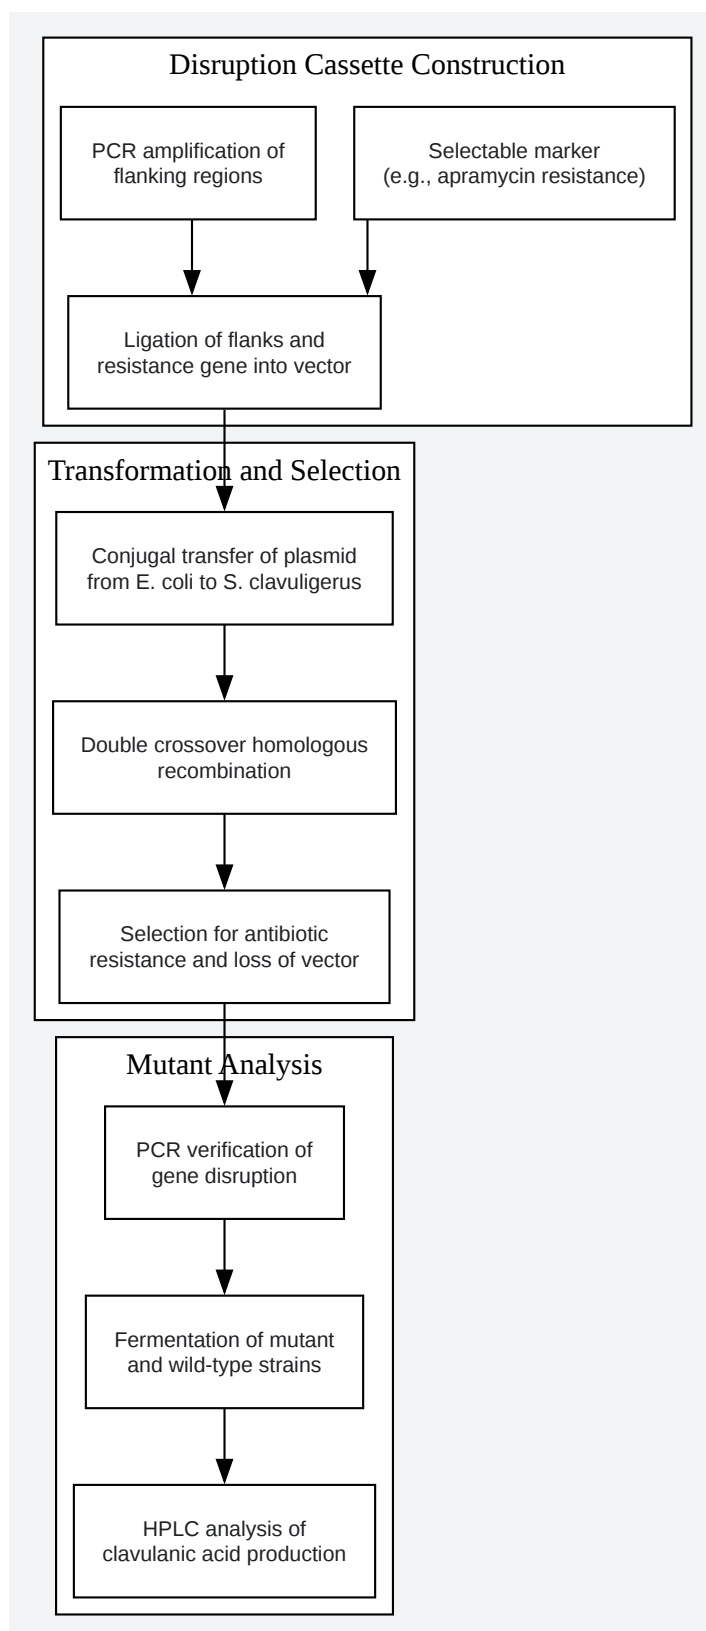 Disruption Cassette Construction
PCR amplification of
flanking regions
Selectable marker
(e.g., apramycin resistance)
Ligation of flanks and
resistance gene into vector
Transformation and Selection
Conjugal transfer of plasmid
from E. coli to S. clavuligerus
Double crossover homologous
recombination
Selection for antibiotic
resistance and loss of vector
Mutant Analysis
PCR verification of
gene disruption
Fermentation of mutant
and wild-type strains
HPLC analysis of
clavulanic acid production